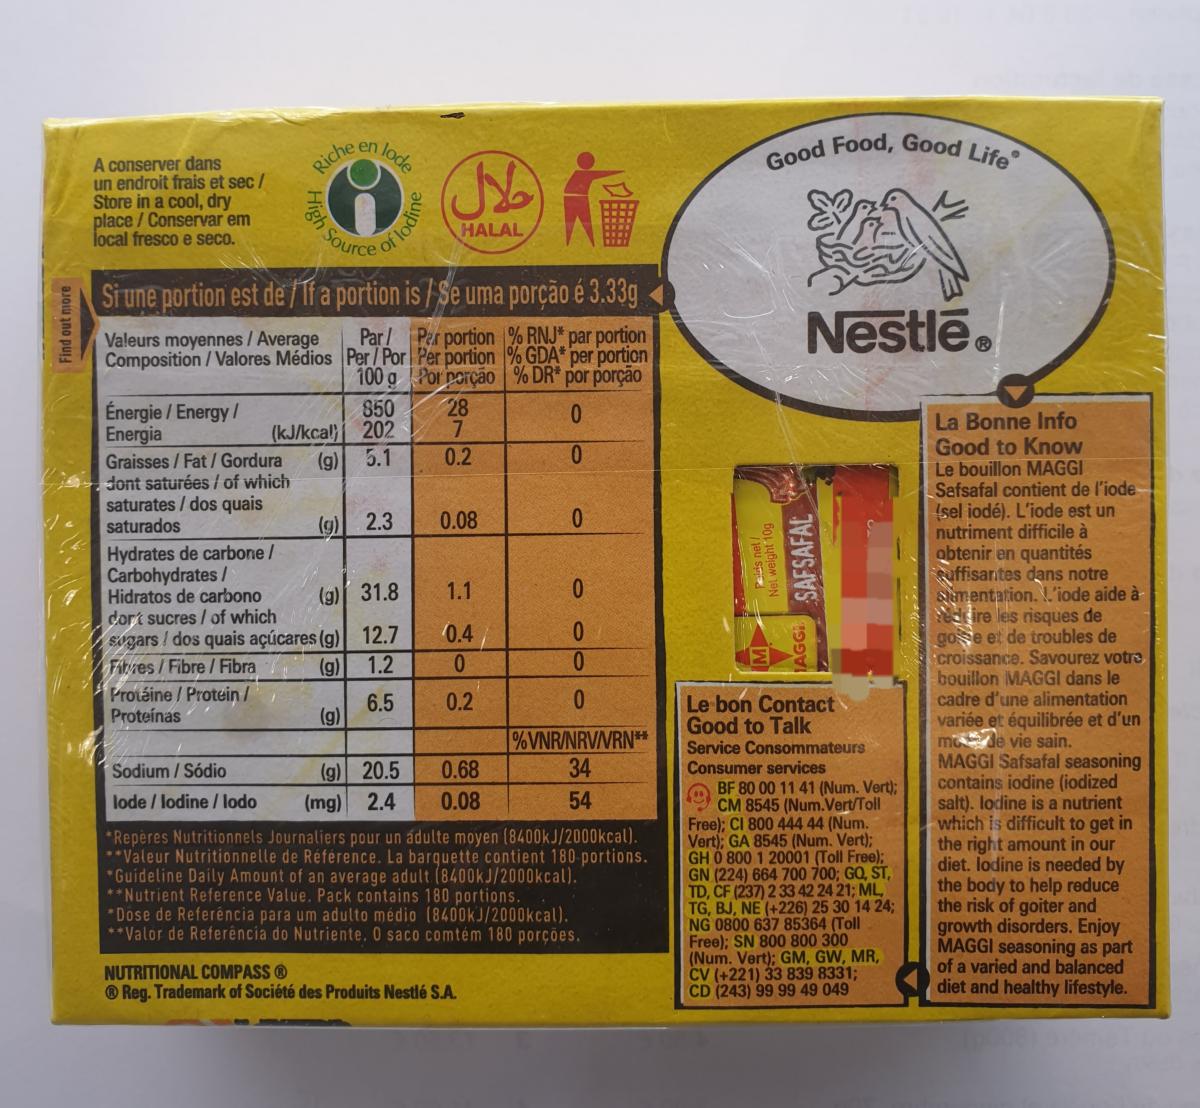 A conserver dans
un endroit frais et sec /
Store in a cool, dry
place / Conservar em
local fresco e seco.
Riche en Iode
High Source of Iodine
حلال
HALAL
Good Food, Good Life®
Nestlé®
Find out more
Si une portion est de / If a portion is / Se uma porção é 3.33g
Valeurs moyennes / Average Composition / Valores Médios | Par / Per / Por 100 g | Par portion Per portion Por porção | % RNJ* par portion % GDA* per portion % DR* por porção
Énergie / Energy / Energia (kJ/kcal) | 850 202 | 28 7 | 0
Graisses / Fat / Gordura (g) | 5.1 | 0.2 | 0
dont saturées / of which saturates / dos quais saturados (g) | 2.3 | 0.08 | 0
Hydrates de carbone / Carbohydrates / Hidratos de carbono (g) | 31.8 | 1.1 | 0
dont sucres / of which sugars / dos quais açúcares (g) | 12.7 | 0.4 | 0
Fibres / Fibre / Fibra (g) | 1.2 | 0 | 0
Protéine / Protein / Proteínas (g) | 6.5 | 0.2 | 0
%VNR/NRV/VRN**
Sodium / Sódio (g) | 20.5 | 0.68 | 34
Iode / Iodine / Iodo (mg) | 2.4 | 0.08 | 54
*Repères Nutritionnels Journaliers pour un adulte moyen (8400kJ/2000kcal).
**Valeur Nutritionnelle de Référence. La barquette contient 180 portions.
*Guideline Daily Amount of an average adult (8400kJ/2000kcal).
**Nutrient Reference Value. Pack contains 180 portions.
*Dose de Referência para um adulto médio (8400kJ/2000kcal).
**Valor de Referência do Nutriente. O saco comtém 180 porções.
NUTRITIONAL COMPASS ®
® Reg. Trademark of Société des Produits Nestlé S.A.
Poids net /
Net weight 10g
SAFSAFAL
M
AGGI
Le bon Contact
Good to Talk
Service Consommateurs
Consumer services
BF 80 00 11 41 (Num. Vert);
CM 8545 (Num.Vert/Toll
Free); CI 800 444 44 (Num.
Vert); GA 8545 (Num. Vert);
GH 0 800 1 20001 (Toll Free);
GN (224) 664 700 700; GQ, ST,
TD, CF (237) 2 33 42 24 21; ML,
TG, BJ, NE (+226) 25 30 14 24;
NG 0800 637 85364 (Toll
Free); SN 800 800 300
(Num. Vert); GM, GW, MR,
CV (+221) 33 839 8331;
CD (243) 99 99 49 049
La Bonne Info
Good to Know
Le bouillon MAGGI
Safsafal contient de l'iode
(sel iodé). L'iode est un
nutriment difficile à
obtenir en quantités
suffisantes dans notre
alimentation. L'iode aide à
réduire les risques de
goitre et de troubles de
croissance. Savourez votre
bouillon MAGGI dans le
cadre d'une alimentation
variée et équilibrée et d'un
mode de vie sain.
MAGGI Safsafal seasoning
contains iodine (iodized
salt). Iodine is a nutrient
which is difficult to get in
the right amount in our
diet. Iodine is needed by
the body to help reduce
the risk of goiter and
growth disorders. Enjoy
MAGGI seasoning as part
of a varied and balanced
diet and healthy lifestyle.